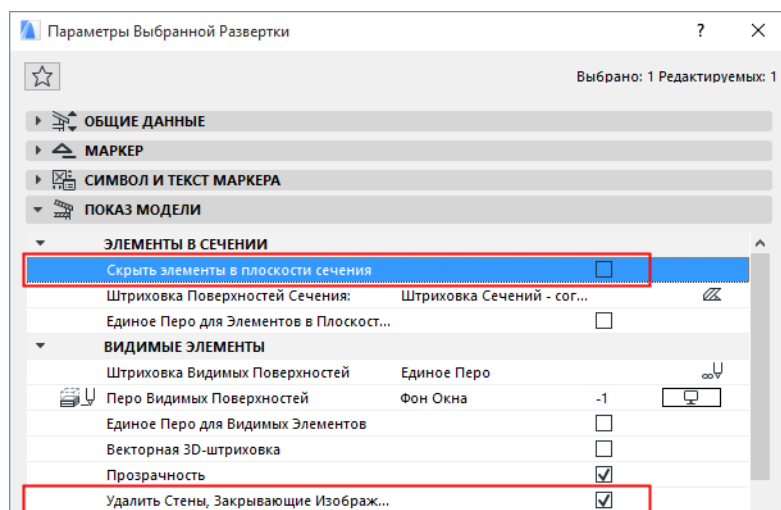 Параметры Выбранной Развертки ?
Выбрано: 1 Редактируемых: 1
ОБЩИЕ ДАННЫЕ
МАРКЕР
СИМВОЛ И ТЕКСТ МАРКЕРА
ПОКАЗ МОДЕЛИ
ЭЛЕМЕНТЫ В СЕЧЕНИИ
Скрыть элементы в плоскости сечения
Штриховка Поверхностей Сечения: Штриховка Сечений - сог...
Единое Перо для Элементов в Плоскост...
ВИДИМЫЕ ЭЛЕМЕНТЫ
Штриховка Видимых Поверхностей Единое Перо
Перо Видимых Поверхностей Фон Окна -1
Единое Перо для Видимых Элементов
Векторная 3D-штриховка
Прозрачность
Удалить Стены, Закрывающие Изображ...